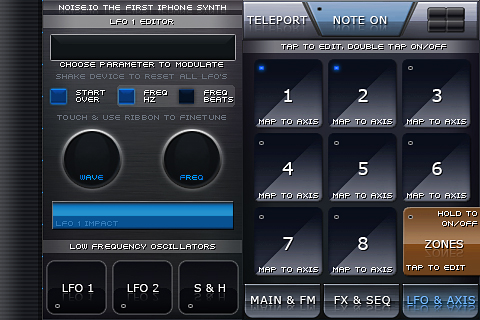 NOISE.IO THE FIRST IPHONE SYNTH
LFO 1 EDITOR
CHOOSE PARAMETER TO MODULATE
SHAKE DEVICE TO RESET ALL LFO'S
START OVER
FREQ HZ
FREQ BEATS
TOUCH & USE RIBBON TO FINETUNE
WAVE
FREQ
LFO 1 IMPACT
LOW FREQUENCY OSCILLATORS
LFO 1
LFO 2
S & H
TELEPORT
NOTE ON
TAP TO EDIT, DOUBLE TAP ON/OFF
1
MAP TO AXIS
2
MAP TO AXIS
3
MAP TO AXIS
4
MAP TO AXIS
5
MAP TO AXIS
6
MAP TO AXIS
7
MAP TO AXIS
8
MAP TO AXIS
HOLD TO
ON/OFF
ZONES
TAP TO EDIT
MAIN & FM
FX & SEQ
LFO & AXIS